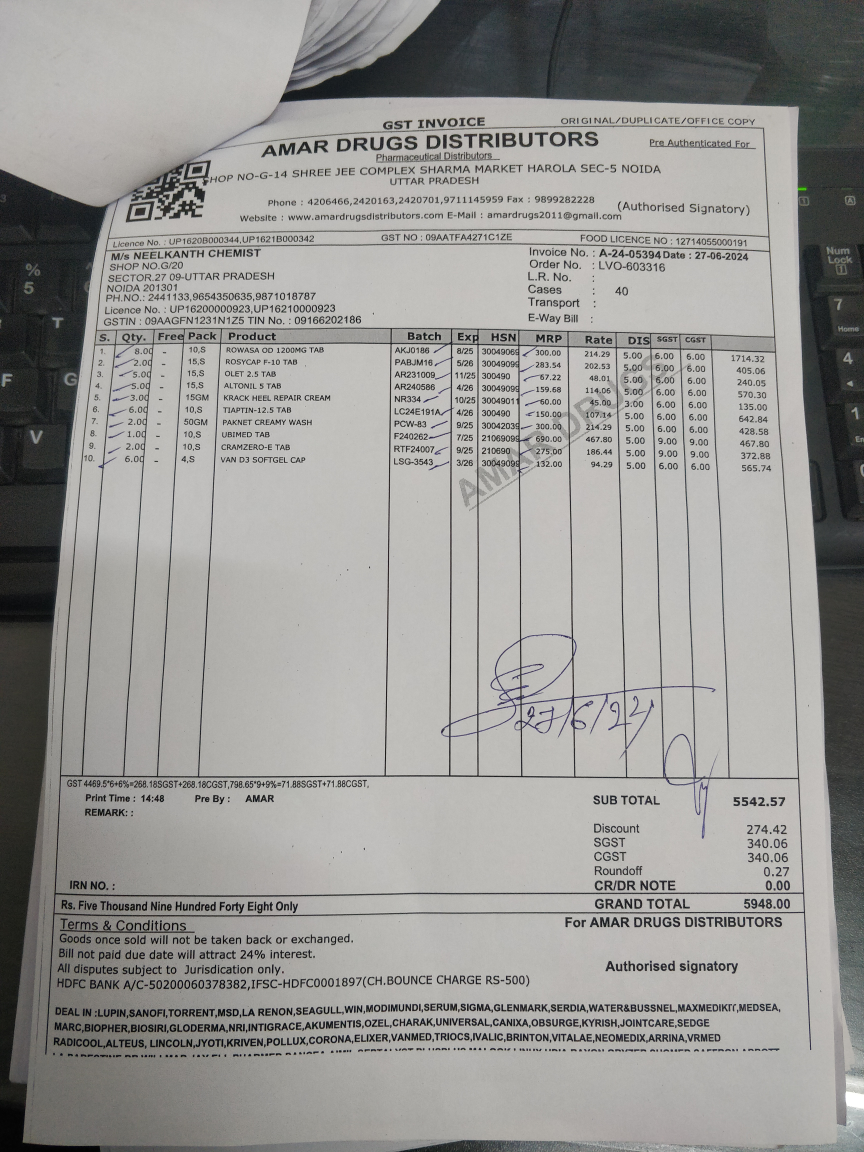 GST INVOICE
ORIGINAL/DUPLICATE/OFFICE COPY
AMAR DRUGS DISTRIBUTORS
Pharmaceutical Distributors
Pre Authenticated For
HOP NO-G-14 SHREE JEE COMPLEX SHARMA MARKET HAROLA SEC-5 NOIDA
UTTAR PRADESH
Phone : 4206466,2420163,2420701,9711145959 Fax : 9899282228
(Authorised Signatory)
Website : www.amardrugsdistributors.com E-Mail : amardrugs2011@gmail.com
Licence No. : UP1620B000344,UP1621B000342 GST NO : 09AATFA4271C1ZE FOOD LICENCE NO : 12714055000191
M/s NEELKANTH CHEMIST
SHOP NO.G/20
SECTOR.27 09-UTTAR PRADESH
NOIDA 201301
PH.NO.: 2441133,9654350635,9871018787
Licence No.: UP16200000923,UP16210000923
GSTIN : 09AAGFN1231N1Z5 TIN No. : 09166202186
Invoice No. : A-24-05394 Date : 27-06-2024
Order No. : LVO-603316
L.R. No. :
Cases : 40
Transport :
E-Way Bill :
S. Qty. Free Pack Product Batch Exp HSN MRP Rate DIS SGST CGST
1. 8.00 - 10,S ROWASA OD 1200MG TAB AKJ0186 8/25 30049069 300.00 214.29 5.00 6.00 6.00 1714.32
2. 2.00 - 15,S ROSYCAP F-10 TAB PABJM16 5/26 30049099 283.54 202.53 5.00 6.00 6.00 405.06
3. 5.00 - 15,S OLET 2.5 TAB AR231009 11/25 300490 67.22 48.01 5.00 6.00 6.00 240.05
4. 5.00 - 15,S ALTONIL 5 TAB AR240586 4/26 30049099 159.68 114.06 5.00 6.00 6.00 570.30
5. 3.00 - 15GM KRACK HEEL REPAIR CREAM NR334 10/25 30049011 60.00 45.00 3.00 6.00 6.00 135.00
6. 6.00 - 10,S TIAPTIN-12.5 TAB LC24E191A 4/26 300490 150.00 107.14 5.00 6.00 6.00 642.84
7. 2.00 - 50GM PAKNET CREAMY WASH PCW-83 9/25 30042039 300.00 214.29 5.00 6.00 6.00 428.58
8. 1.00 - 10,S UBIMED TAB F240262 7/25 21069099 690.00 467.80 5.00 9.00 9.00 467.80
9. 2.00 - 10,S CRAMZERO-E TAB RTF24007 9/25 210690 275.00 186.44 5.00 9.00 9.00 372.88
10. 6.00 - 4,S VAN D3 SOFTGEL CAP LSG-3543 3/26 30049099 132.00 94.29 5.00 6.00 6.00 565.74
AMAR DRUGS
27/6/24
GST 4469.5*6+6%=268.18SGST+268.18CGST,798.65*9+9%=71.88SGST+71.88CGST,
Print Time : 14:48 Pre By : AMAR
REMARK: :
SUB TOTAL 5542.57
Discount 274.42
SGST 340.06
CGST 340.06
Roundoff 0.27
IRN NO. :
CR/DR NOTE 0.00
Rs. Five Thousand Nine Hundred Forty Eight Only
GRAND TOTAL 5948.00
Terms & Conditions
Goods once sold will not be taken back or exchanged.
Bill not paid due date will attract 24% interest.
All disputes subject to Jurisdication only.
HDFC BANK A/C-50200060378382,IFSC-HDFC0001897(CH.BOUNCE CHARGE RS-500)
For AMAR DRUGS DISTRIBUTORS
Authorised signatory
DEAL IN :LUPIN,SANOFI,TORRENT,MSD,LA RENON,SEAGULL,WIN,MODIMUNDI,SERUM,SIGMA,GLENMARK,SERDIA,WATER&BUSSNEL,MAXMEDIKIT,MEDSEA,
MARC,BIOPHER,BIOSIRI,GLODERMA,NRI,INTIGRACE,AKUMENTIS,OZEL,CHARAK,UNIVERSAL,CANIXA,OBSURGE,KYRISH,JOINTCARE,SEDGE
RADICOOL,ALTEUS, LINCOLN,JYOTI,KRIVEN,POLLUX,CORONA,ELIXER,VANMED,TRIOCS,IVALIC,BRINTON,VITALAE,NEOMEDIX,ARRINA,VRMED
%
5
T
F
G
V
Num
Lock
7
Home
4
1